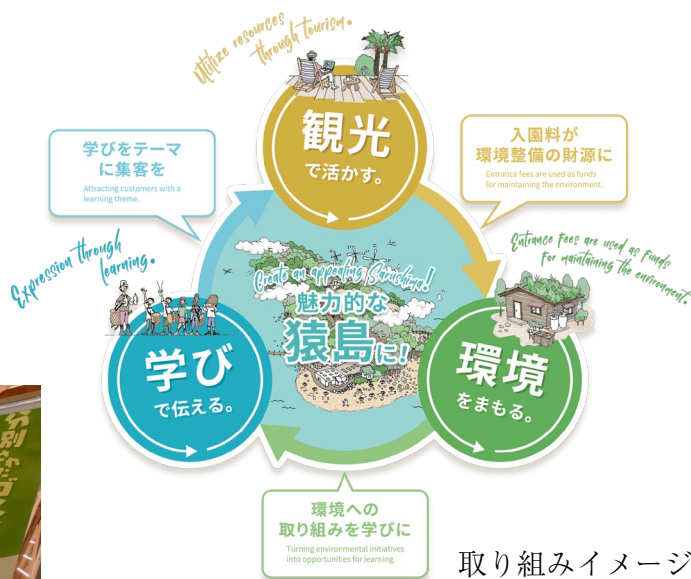 Utilize resources
through tourism.
観光
で活かす。
学びをテーマ
に集客を
Attracting customers with a
learning theme.
入園料が
環境整備の財源に
Entrance fees are used as funds
for maintaining the environment.
Expression through
learning.
Entrance Fees are used as Funds
For maintaining the environment.
Create an appealing Sarushima!
魅力的な
猿島に!
学び
で伝える。
環境
をまもる。
環境への
取り組みを学びに
Turning environmental initiatives
into opportunities for learning.
取り組みイメージ
分別